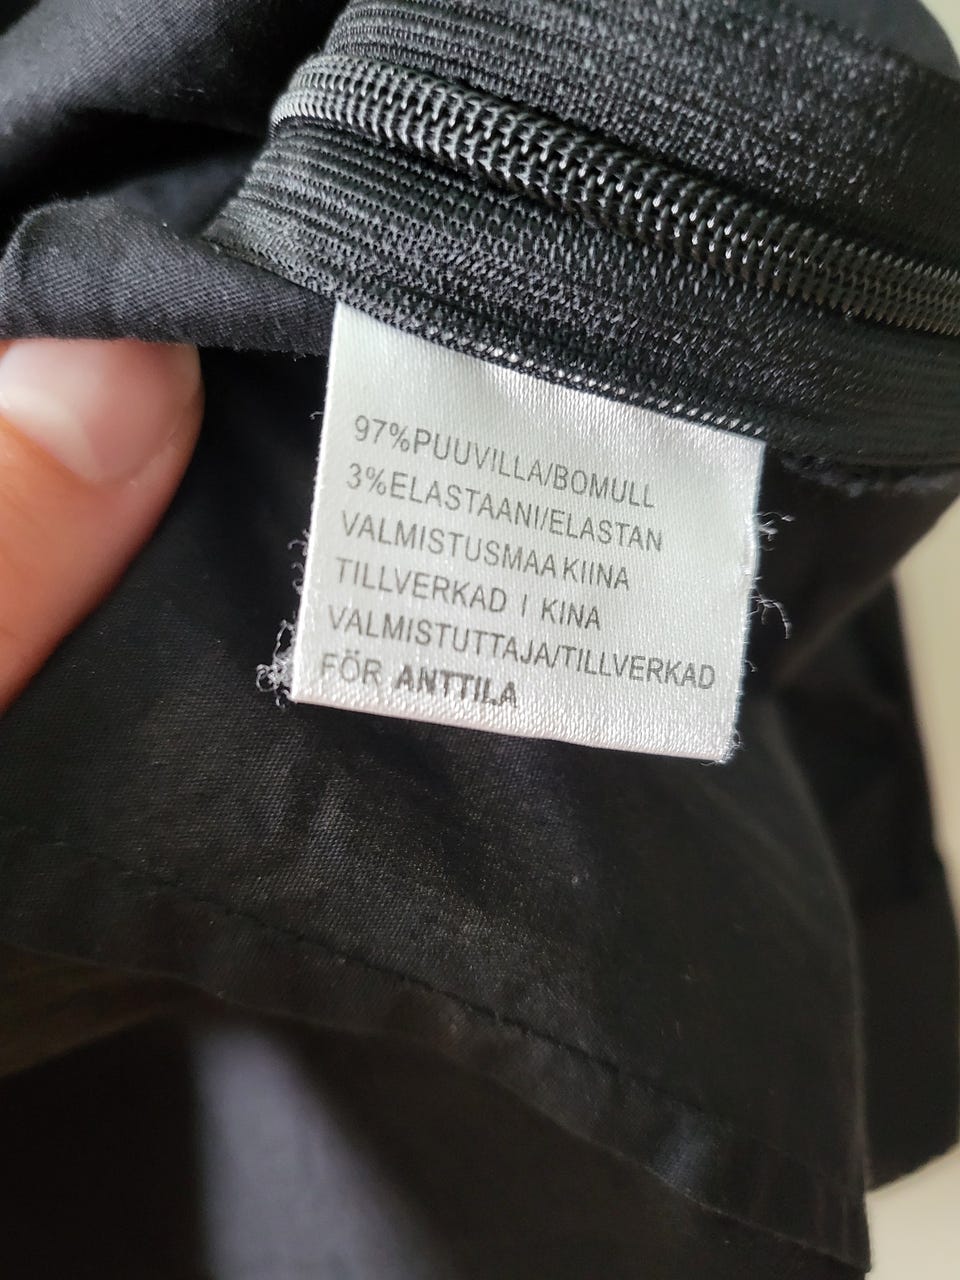 97%PUUVILLA/BOMULL
3%ELASTAANI/ELASTAN
VALMISTUSMAA KIINA
TILLVERKAD I KINA
VALMISTUTTAJA/TILLVERKAD
FÖR ANTTILA